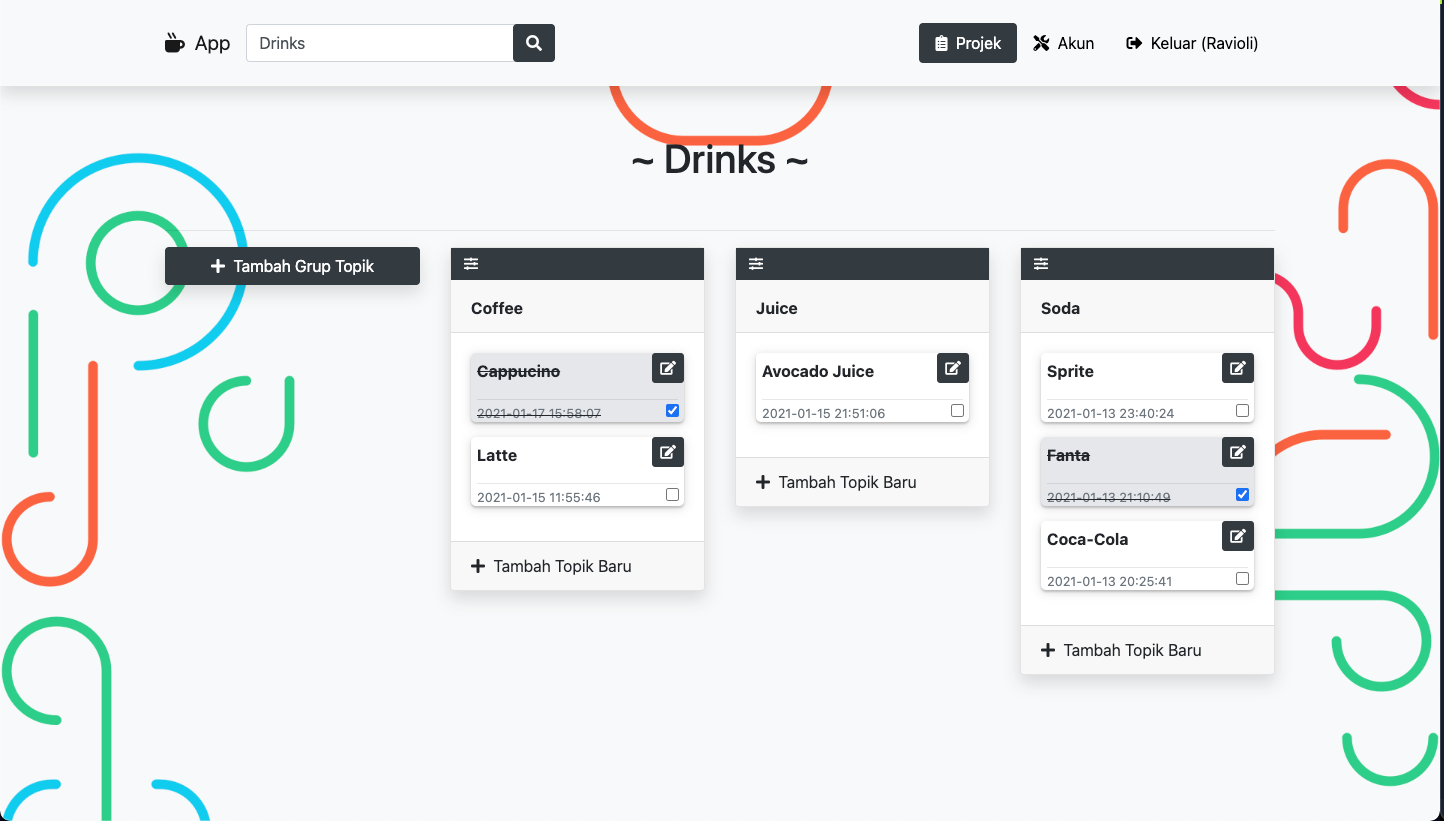 App
Drinks
Projek
Akun
Keluar (Ravioli)
~ Drinks ~
Tambah Grup Topik
Coffee
Cappucino
2021-01-17 15:58:07
Latte
2021-01-15 11:55:46
Tambah Topik Baru
Juice
Avocado Juice
2021-01-15 21:51:06
Tambah Topik Baru
Soda
Sprite
2021-01-13 23:40:24
Fanta
2021-01-13 21:10:49
Coca-Cola
2021-01-13 20:25:41
Tambah Topik Baru